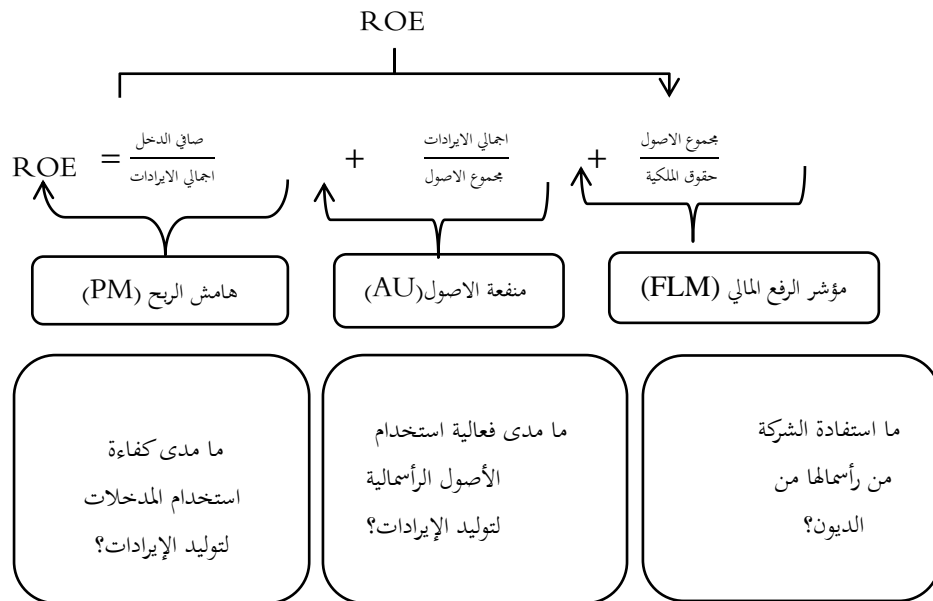 ROE
ROE = صافي الدخل / اجمالي الايرادات + اجمالي الايرادات / مجموع الاصول + مجموع الاصول / حقوق الملكية
هامش الربح (PM)
منفعة الاصول(AU)
مؤشر الرفع المالي (FLM)
ما مدى كفاءة
استخدام المدخلات
لتوليد الإيرادات؟
ما مدى فعالية استخدام
الأصول الرأسمالية
لتوليد الإيرادات؟
ما استفادة الشركة
من رأسمالها من
الديون؟